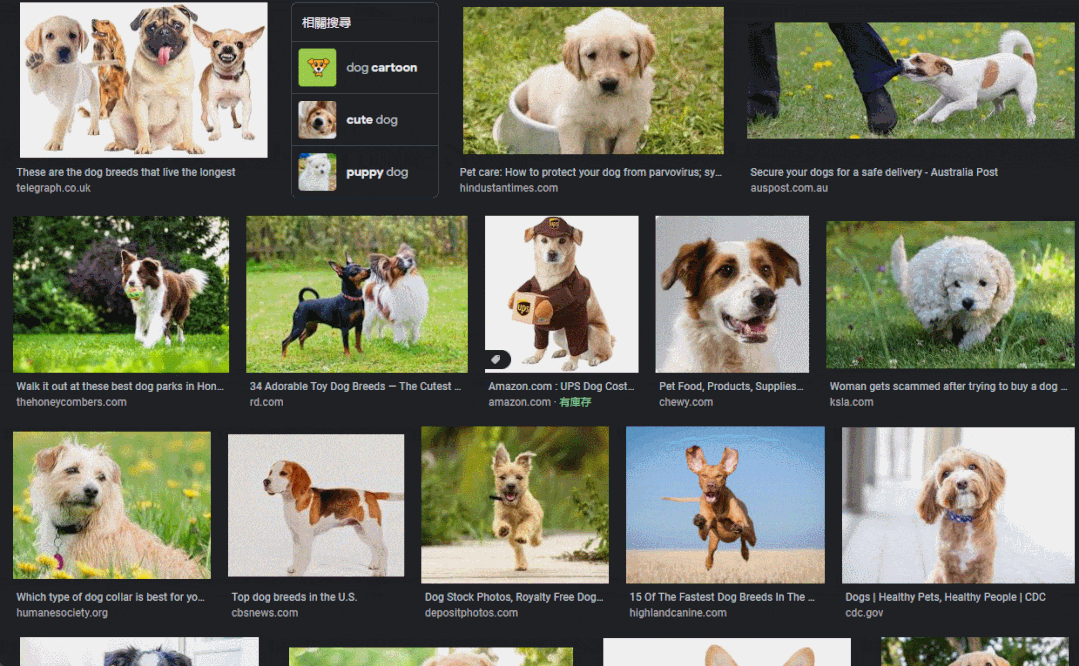 相關搜尋
dog cartoon
cute dog
puppy dog
These are the dog breeds that live the longest
telegraph.co.uk
Pet care: How to protect your dog from parvovirus; sy...
hindustantimes.com
Secure your dogs for a safe delivery - Australia Post
auspost.com.au
ups
ups
Walk it out at these best dog parks in Hon...
thehoneycombers.com
34 Adorable Toy Dog Breeds — The Cutest ...
rd.com
Amazon.com : UPS Dog Cost...
amazon.com · 有庫存
Pet Food, Products, Supplies...
chewy.com
Woman gets scammed after trying to buy a dog ...
ksla.com
Which type of dog collar is best for yo...
humanesociety.org
Top dog breeds in the U.S.
cbsnews.com
Dog Stock Photos, Royalty Free Dog...
depositphotos.com
15 Of The Fastest Dog Breeds In The ...
highlandcanine.com
Dogs | Healthy Pets, Healthy People | CDC
cdc.gov